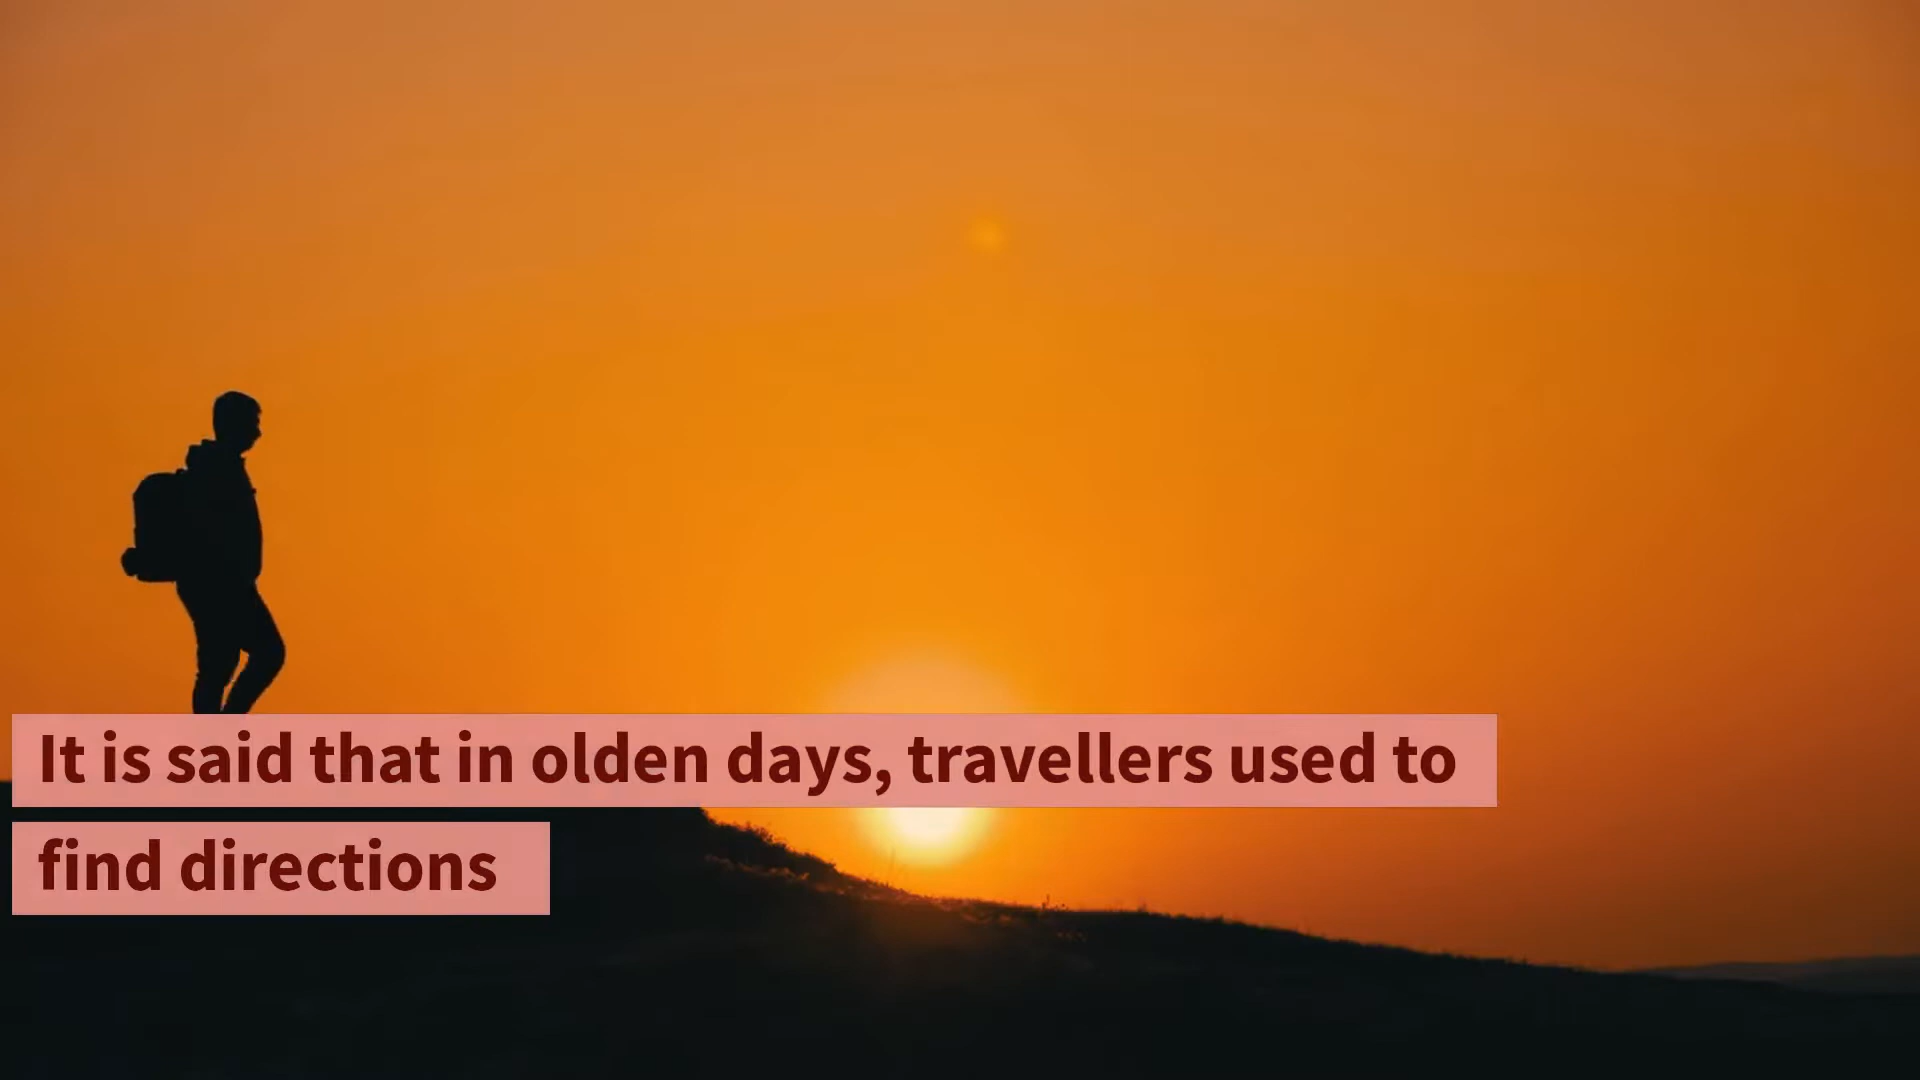 It is said that in olden days, travellers used to
find directions